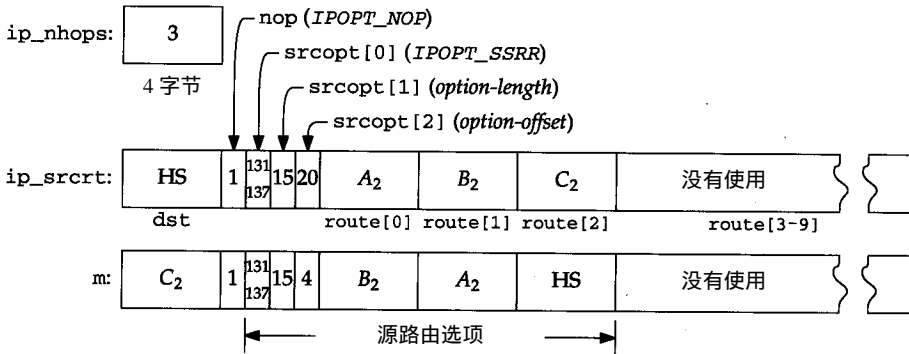 nop (IPOPT_NOP)
ip_nhops: 3
srcopt[0] (IPOPT_SSRR)
4 字节
srcopt[1] (option-length)
srcopt[2] (option-offset)
ip_srcrt: HS 1 131 137 15 20 A2 B2 C2 没有使用
dst route[0] route[1] route[2] route[3-9]
m: C2 1 131 137 15 4 B2 A2 HS 没有使用
源路由选项